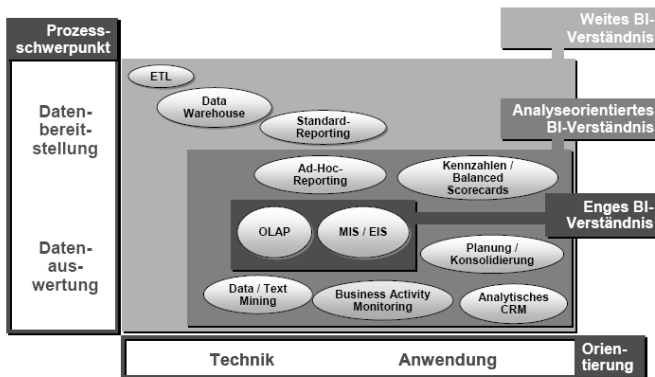 Prozess-
schwerpunkt
Weites BI-
Verständnis
Daten-
bereit-
stellung
ETL
Data
Warehouse
Standard-
Reporting
Analyseorientiertes
BI-Verständnis
Ad-Hoc-
Reporting
Kennzahlen /
Balanced
Scorecards
Enges BI-
Verständnis
OLAP
MIS / EIS
Daten-
aus-
wertung
Planung /
Konsolidierung
Data / Text
Mining
Business Activity
Monitoring
Analytisches
CRM
Technik
Anwendung
Orien-
tierung